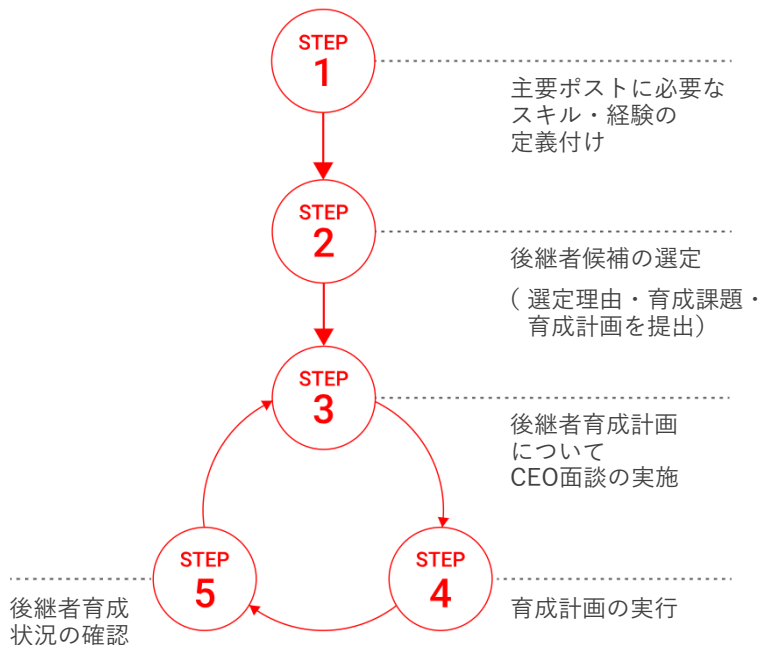 STEP
1
主要ポストに必要な
スキル・経験の
定義付け
STEP
2
後継者候補の選定
( 選定理由・育成課題・
育成計画を提出)
STEP
3
後継者育成計画
について
CEO面談の実施
STEP
4
育成計画の実行
STEP
5
後継者育成
状況の確認